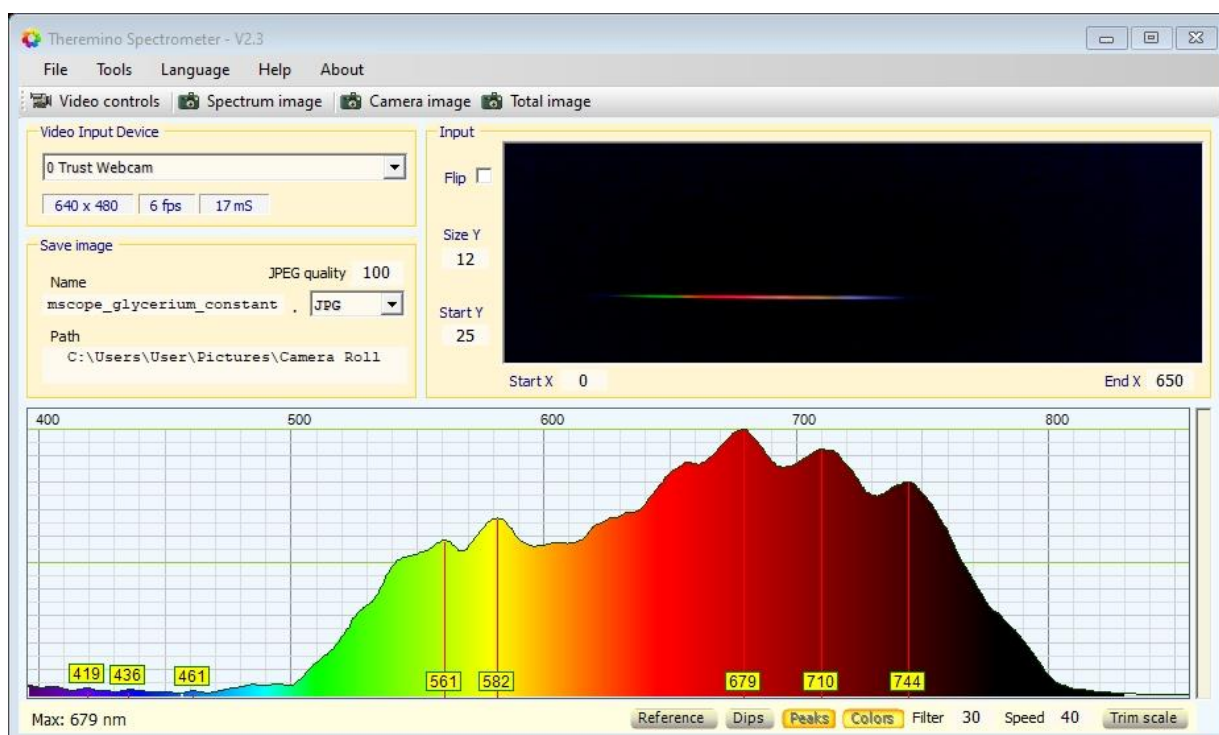 Theremino Spectrometer - V2.3
File Tools Language Help About
Video controls Spectrum image Camera image Total image
Video Input Device
0 Trust Webcam
640 x 480 6 fps 17 mS
Save image
Name JPEG quality 100
mscope_glycerium_constant . JPG
Path
C:\Users\User\Pictures\Camera Roll
Input
Flip
Size Y
12
Start Y
25
Start X 0 End X 650
400 500 600 700 800
419 436 461 561 582 679 710 744
Max: 679 nm Reference Dips Peaks Colors Filter 30 Speed 40 Trim scale